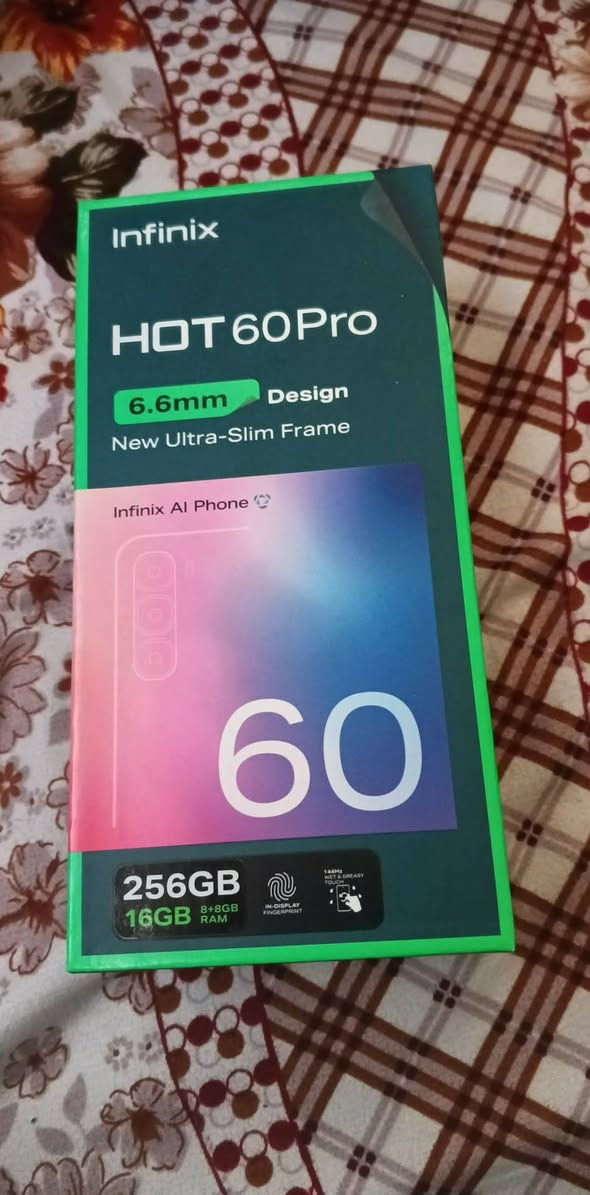 Infinix
HOT 60 Pro
6.6mm Design
New Ultra-Slim Frame
Infinix AI Phone
60
256GB
16GB 8+8GB RAM
IN-DISPLAY
FINGERPRINT
144Hz
WET & GREASY
TOUCH